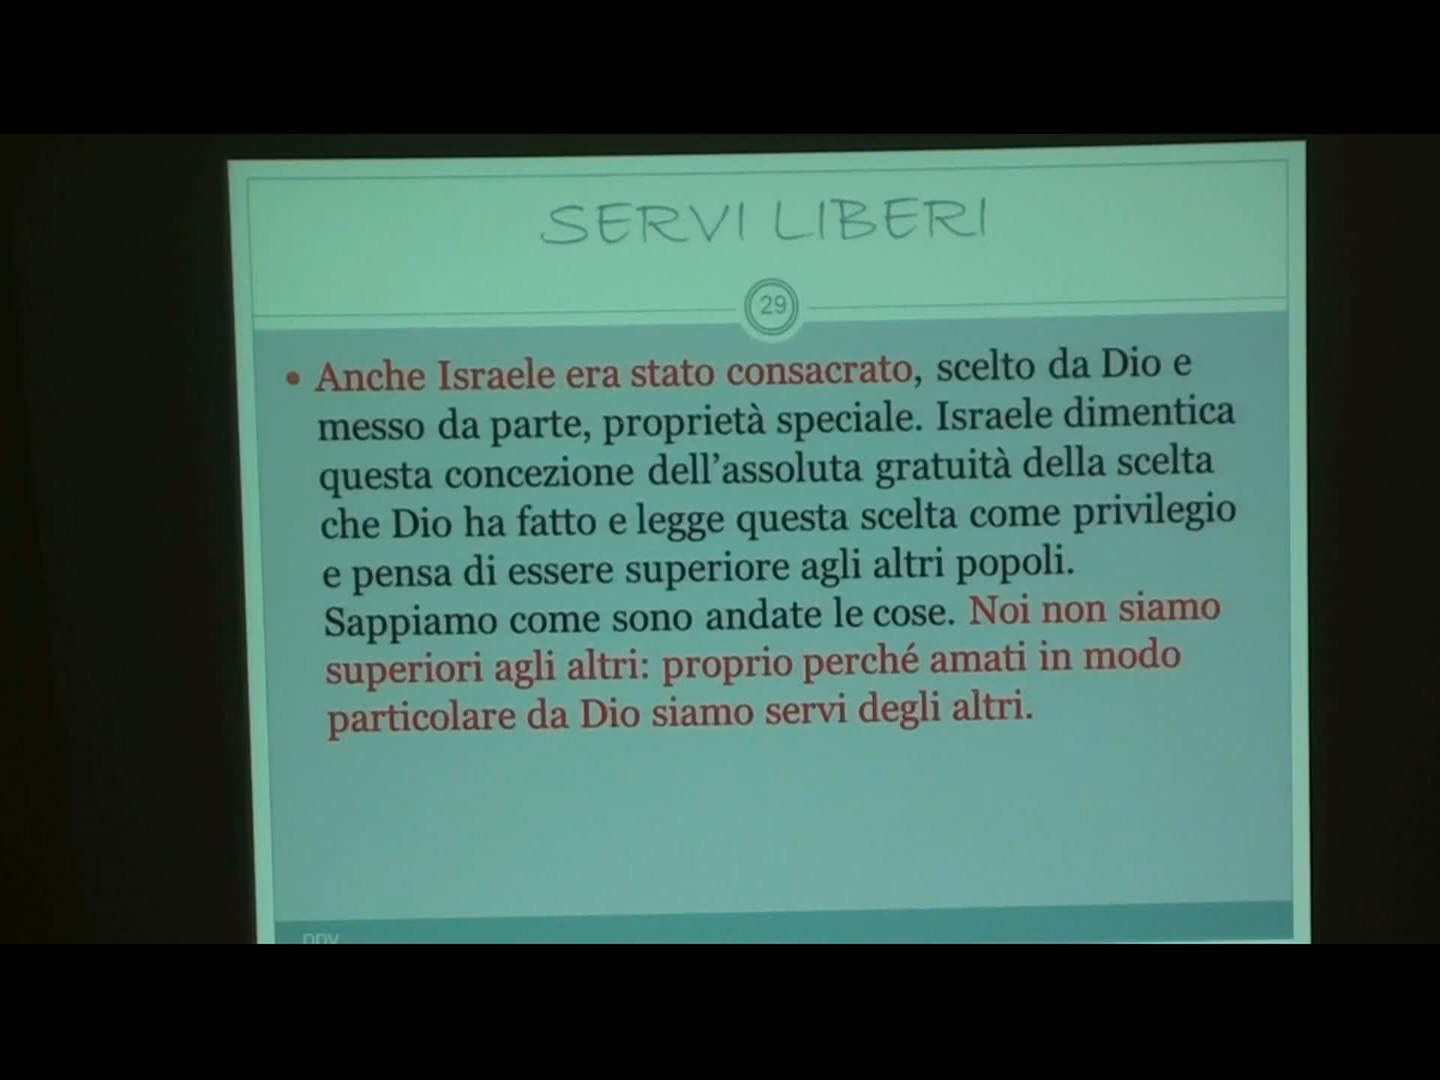 SERVI LIBERI
29
• Anche Israele era stato consacrato, scelto da Dio e
messo da parte, proprietà speciale. Israele dimentica
questa concezione dell’assoluta gratuità della scelta
che Dio ha fatto e legge questa scelta come privilegio
e pensa di essere superiore agli altri popoli.
Sappiamo come sono andate le cose. Noi non siamo
superiori agli altri: proprio perché amati in modo
particolare da Dio siamo servi degli altri.